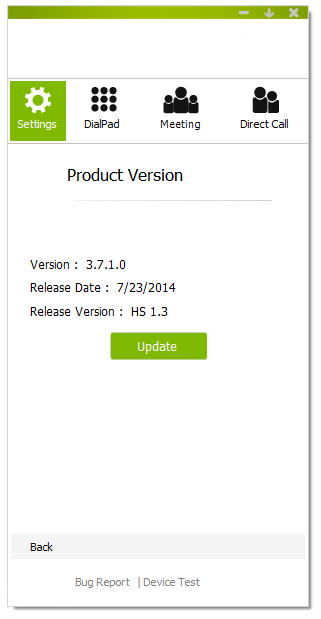 Settings DialPad Meeting Direct Call
Product Version
Version : 3.7.1.0
Release Date : 7/23/2014
Release Version : HS 1.3
Update
Back
Bug Report | Device Test